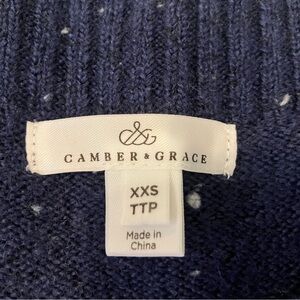 C&G
CAMBER & GRACE
XXS
TTP
Made in
China